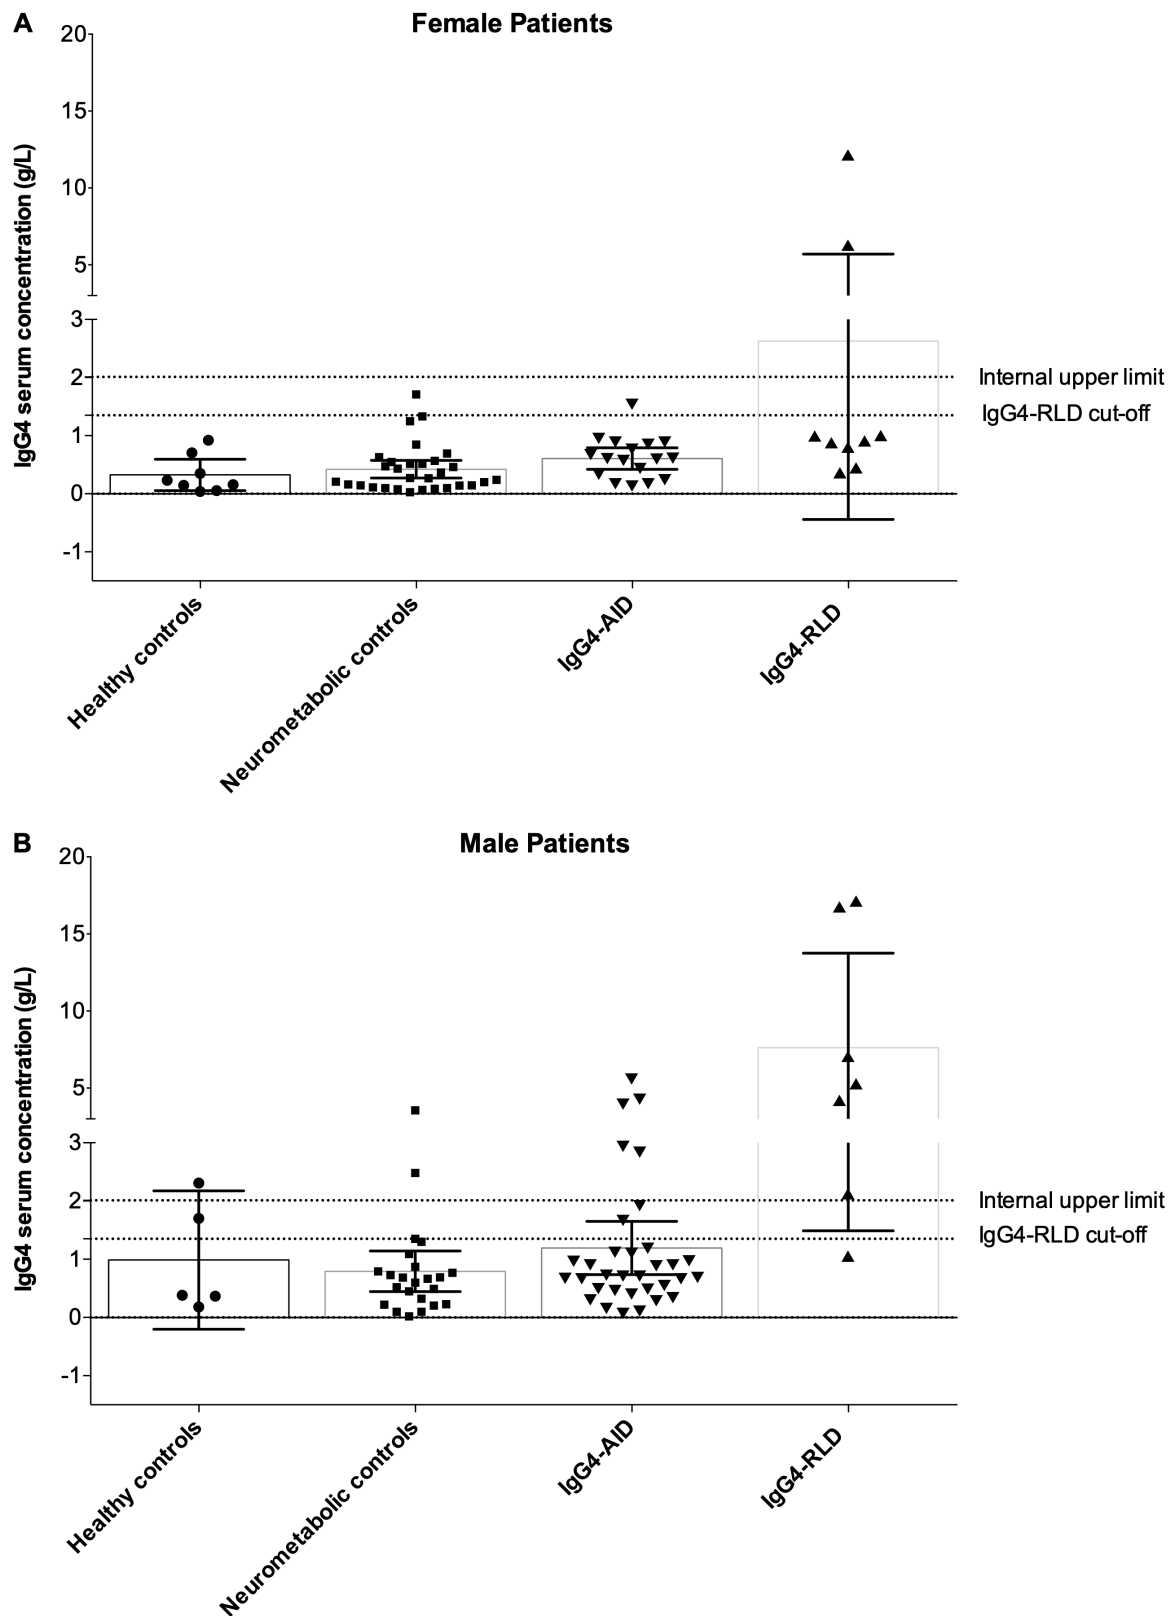 A
Female Patients
IgG4 serum concentration (g/L)
20
15
10
5
3
2
1
0
-1
Internal upper limit
IgG4-RLD cut-off
Healthy controls
Neurometabolic controls
IgG4-AID
IgG4-RLD
B
Male Patients
IgG4 serum concentration (g/L)
20
15
10
5
3
2
1
0
-1
Internal upper limit
IgG4-RLD cut-off
Healthy controls
Neurometabolic controls
IgG4-AID
IgG4-RLD